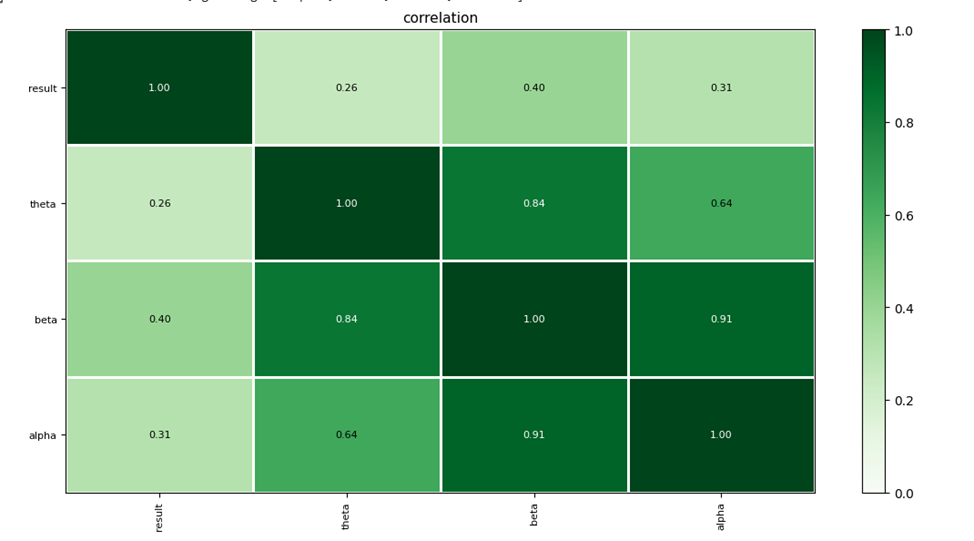 correlation
result 1.00 0.26 0.40 0.31
theta 0.26 1.00 0.84 0.64
beta 0.40 0.84 1.00 0.91
alpha 0.31 0.64 0.91 1.00
result theta beta alpha
1.0
0.8
0.6
0.4
0.2
0.0